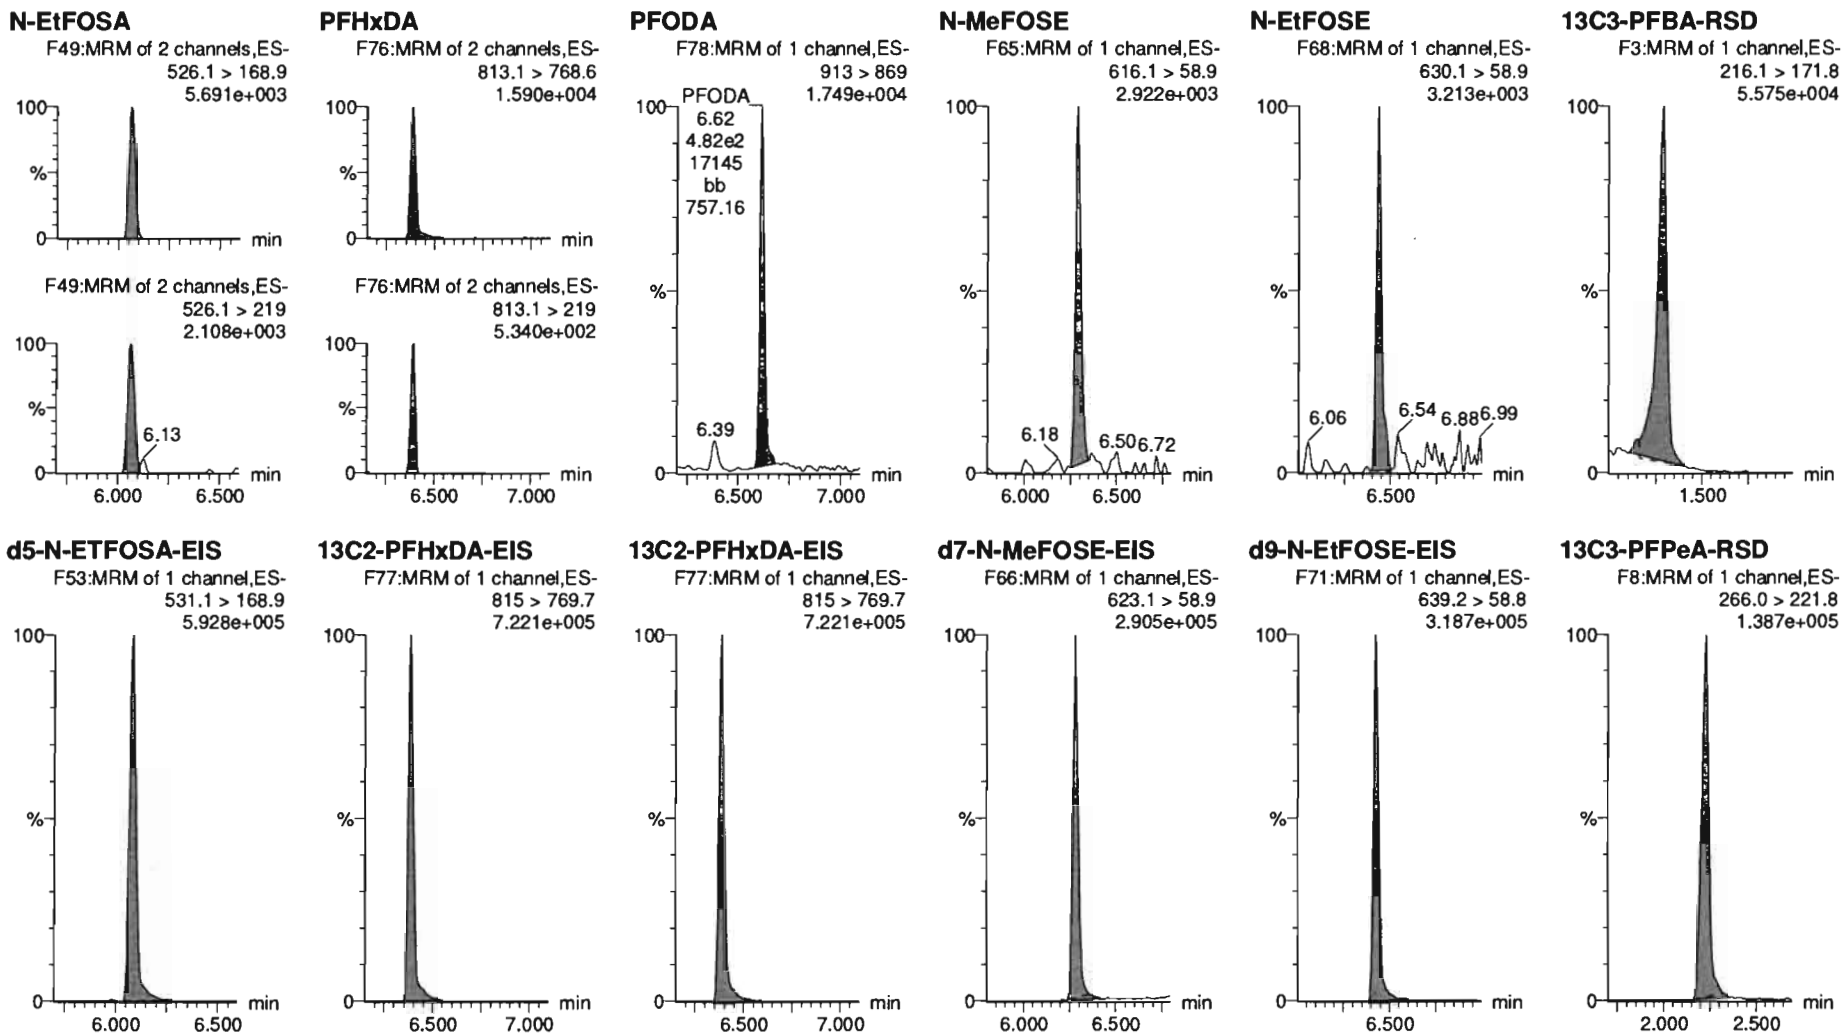 N-EtFOSA
F49:MRM of 2 channels,ES-
526.1 > 168.9
5.691e+003
100
%
0
min
F49:MRM of 2 channels,ES-
526.1 > 219
2.108e+003
100
%
6.13
0
min
6.000
6.500
PFHxDA
F76:MRM of 2 channels,ES-
813.1 > 768.6
1.590e+004
100
%
0
min
F76:MRM of 2 channels,ES-
813.1 > 219
5.340e+002
100
%
0
min
6.500
7.000
PFODA
F78:MRM of 1 channel,ES-
913 > 869
1.749e+004
100
PFODA
6.62
4.82e2
17145
bb
757.16
%
6.39
0
min
6.500
7.000
N-MeFOSE
F65:MRM of 1 channel,ES-
616.1 > 58.9
2.922e+003
100
%
6.18
6.50
6.72
0
min
6.000
6.500
N-EtFOSE
F68:MRM of 1 channel,ES-
630.1 > 58.9
3.213e+003
100
%
6.06
6.54
6.88
6.99
0
min
6.500
13C3-PFBA-RSD
F3:MRM of 1 channel,ES-
216.1 > 171.8
5.575e+004
100
%
0
min
1.500
d5-N-ETFOSA-EIS
F53:MRM of 1 channel,ES-
531.1 > 168.9
5.928e+005
100
%
0
min
6.000
6.500
13C2-PFHxDA-EIS
F77:MRM of 1 channel,ES-
815 > 769.7
7.221e+005
100
%
0
min
6.500
7.000
13C2-PFHxDA-EIS
F77:MRM of 1 channel,ES-
815 > 769.7
7.221e+005
100
%
0
min
6.500
7.000
d7-N-MeFOSE-EIS
F66:MRM of 1 channel,ES-
623.1 > 58.9
2.905e+005
100
%
0
min
6.000
6.500
d9-N-EtFOSE-EIS
F71:MRM of 1 channel,ES-
639.2 > 58.8
3.187e+005
100
%
0
min
6.500
13C3-PFPeA-RSD
F8:MRM of 1 channel,ES-
266.0 > 221.8
1.387e+005
100
%
0
min
2.000
2.500